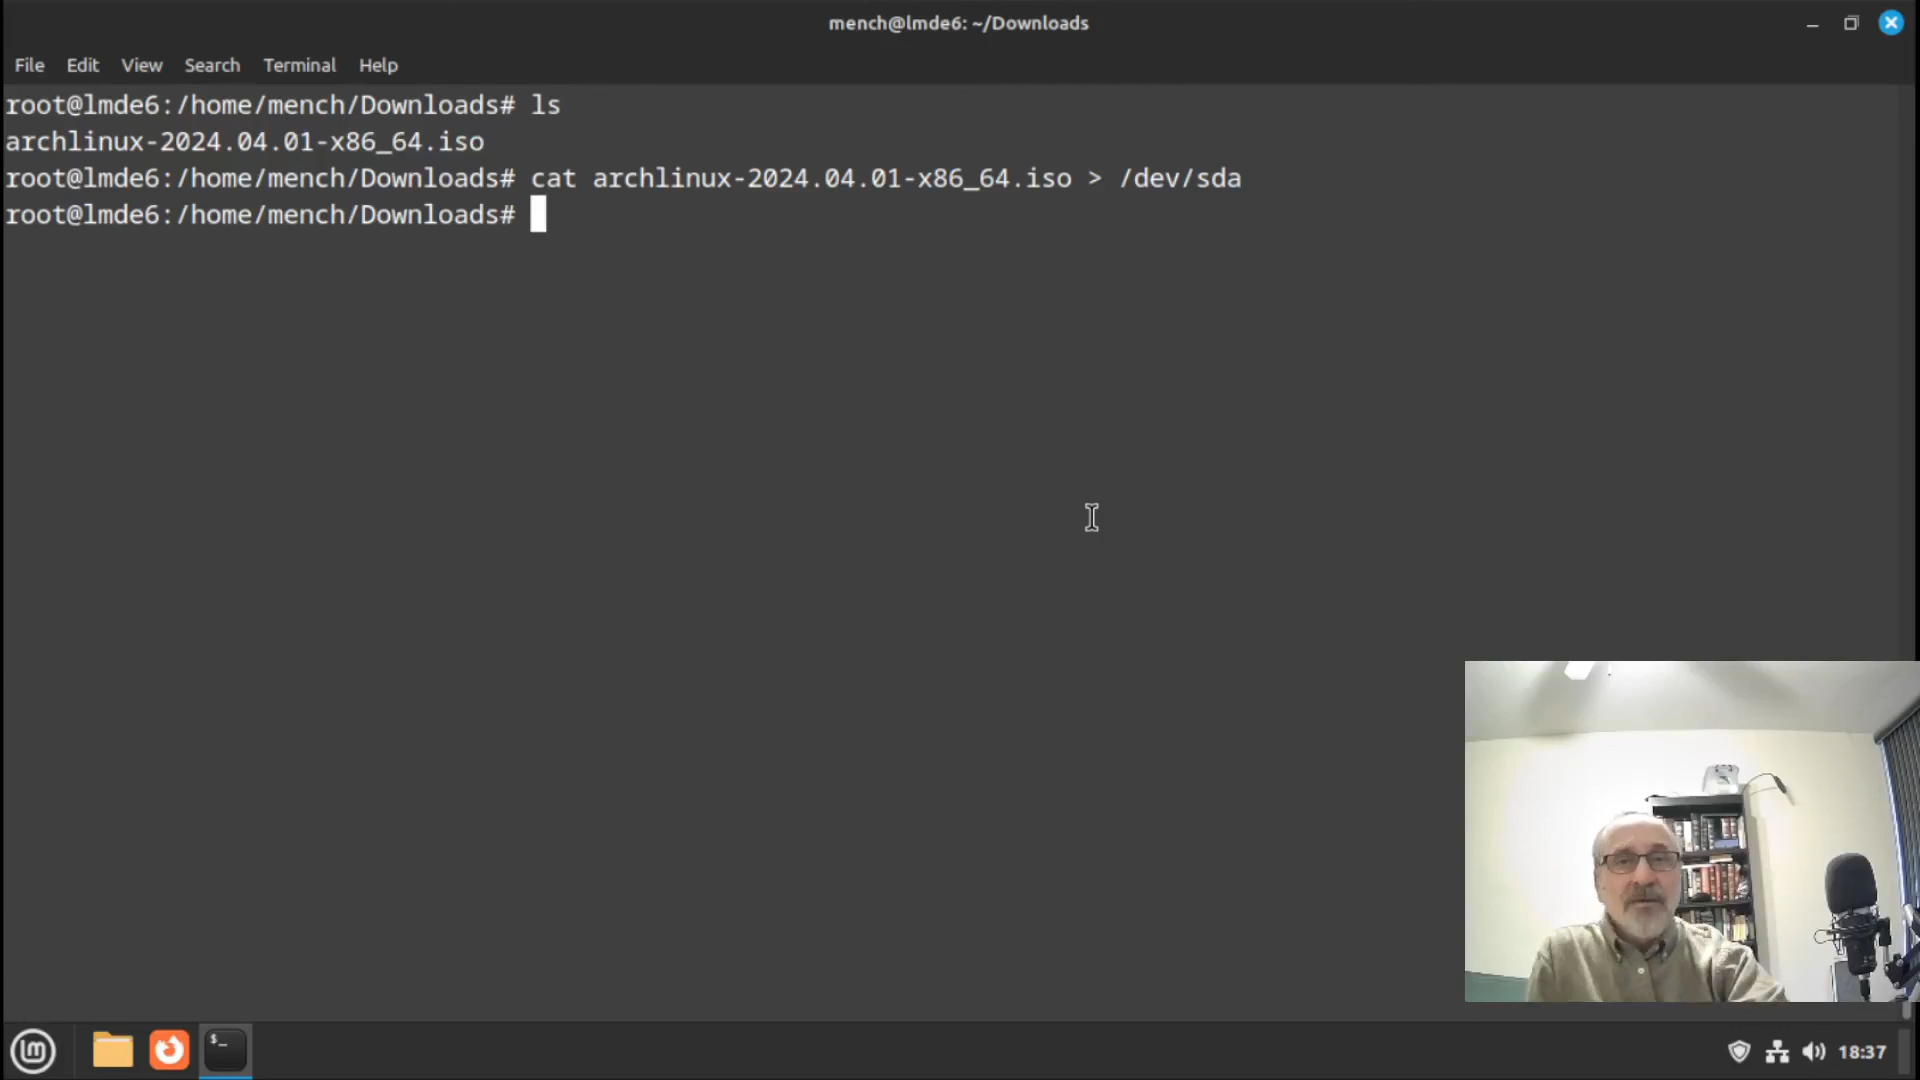 mench@lmde6: ~/Downloads
File Edit View Search Terminal Help
root@lmde6:/home/mench/Downloads# ls
archlinux-2024.04.01-x86_64.iso
root@lmde6:/home/mench/Downloads# cat archlinux-2024.04.01-x86_64.iso > /dev/sda
root@lmde6:/home/mench/Downloads#
$_
18:37